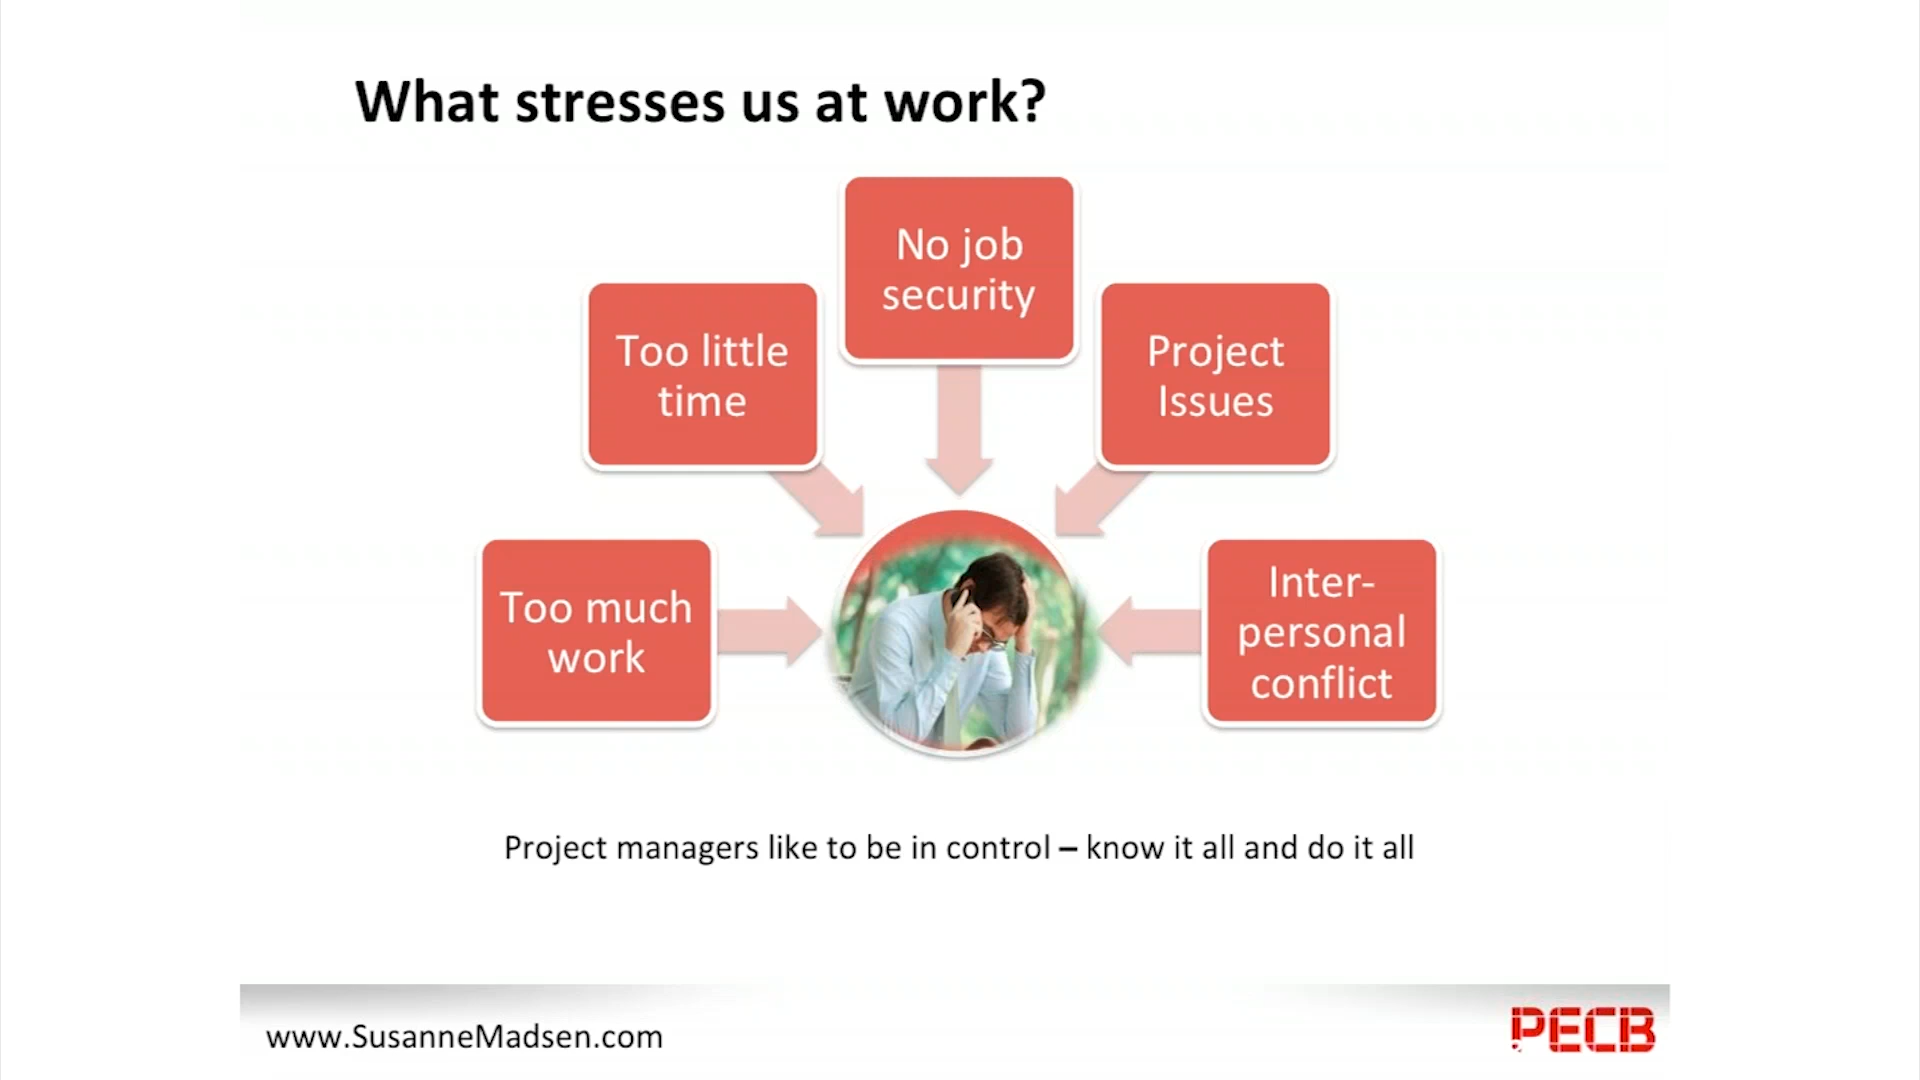 What stresses us at work?
No job
security
Too little
time
Project
Issues
Too much
work
Inter-
personal
conflict
Project managers like to be in control – know it all and do it all
www.SusanneMadsen.com
PECB